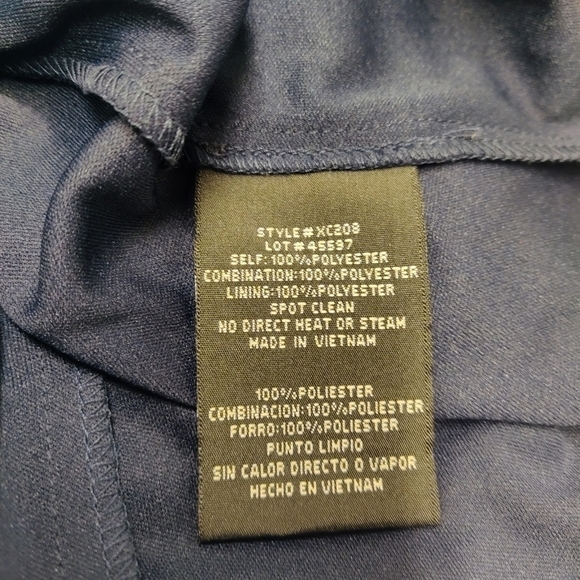 STYLE#XC208
LOT#45597
SELF:100%POLYESTER
COMBINATION:100%POLYESTER
LINING:100%POLYESTER
SPOT CLEAN
NO DIRECT HEAT OR STEAM
MADE IN VIETNAM
100%POLIESTER
COMBINACION:100%POLIESTER
FORRO:100%POLIESTER
PUNTO LIMPIO
SIN CALOR DIRECTO O VAPOR
HECHO EN VIETNAM